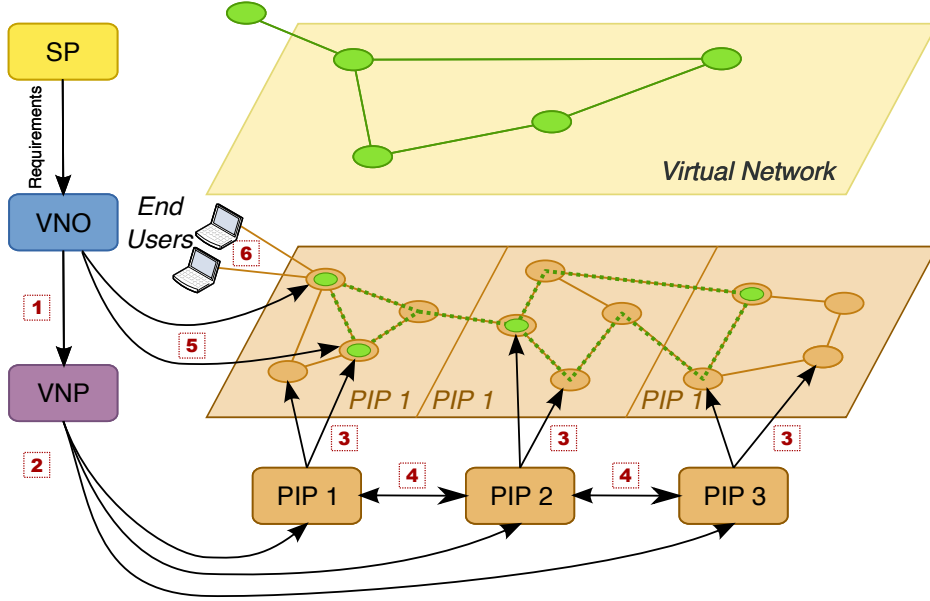 SP
Requirements
Virtual Network
VNO
End
Users
6
1
5
VNP
PIP 1
PIP 1
PIP 1
3
3
3
2
4
4
PIP 1
PIP 2
PIP 3